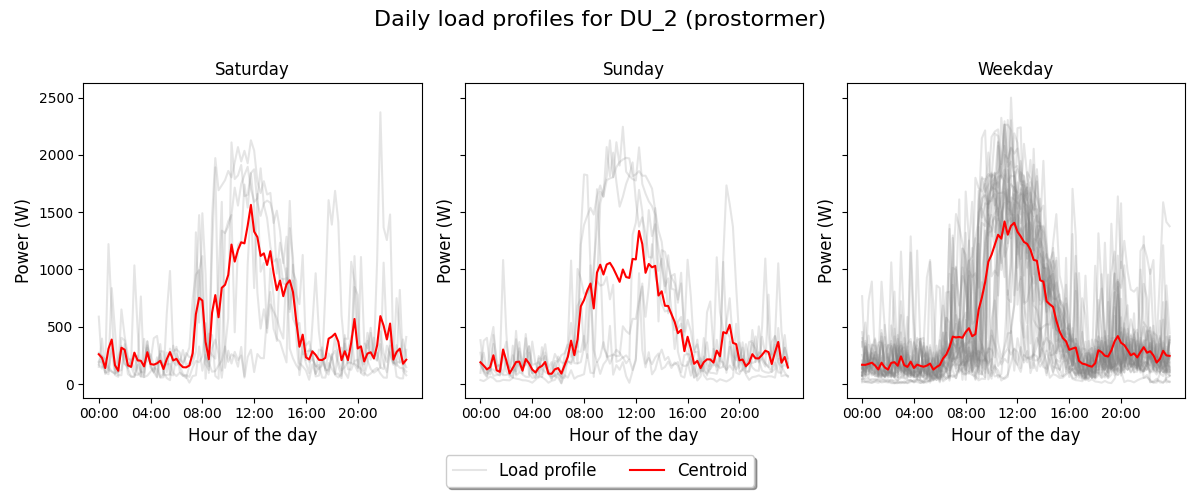 Daily load profiles for DU_2 (prostormer)
Saturday
Sunday
Weekday
2500
2000
1500
1000
500
0
Power (W)
Power (W)
Power (W)
00:00 04:00 08:00 12:00 16:00 20:00
00:00 04:00 08:00 12:00 16:00 20:00
00:00 04:00 08:00 12:00 16:00 20:00
Hour of the day
Hour of the day
Hour of the day
Load profile
Centroid